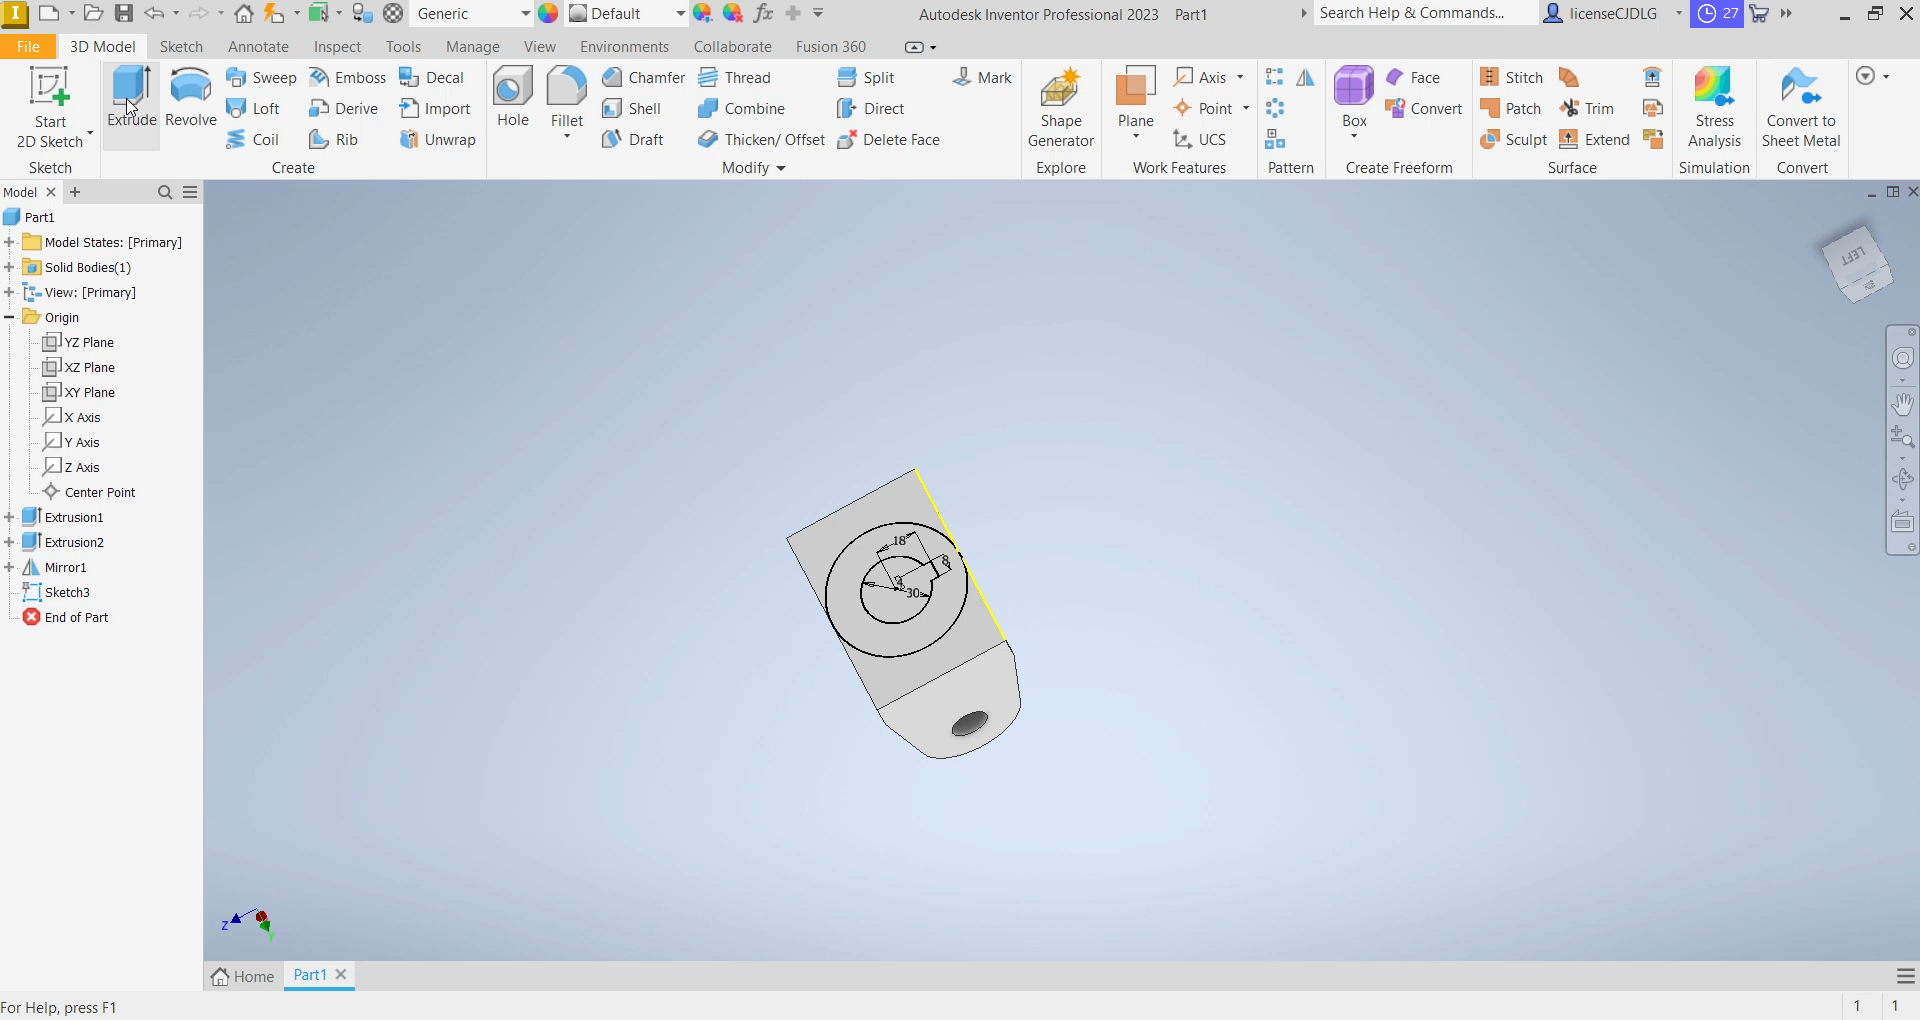 I Generic Default fx Autodesk Inventor Professional 2023 Part1 Search Help & Commands... licenseCJDLG 27
File 3D Model Sketch Annotate Inspect Tools Manage View Environments Collaborate Fusion 360
Start 2D Sketch Extrude Revolve Sweep Emboss Decal Hole Fillet Chamfer Thread Split Mark Shape Generator Plane Axis Box Face Stitch Stress Analysis Convert to Sheet Metal
Loft Derive Import Shell Combine Direct Point Convert Patch Trim
Coil Rib Unwrap Draft Thicken/ Offset Delete Face UCS Sculpt Extend
Sketch Create Modify Explore Work Features Pattern Create Freeform Surface Simulation Convert
Model
Part1
Model States: [Primary]
Solid Bodies(1)
View: [Primary]
Origin
YZ Plane
XZ Plane
XY Plane
X Axis
Y Axis
Z Axis
Center Point
Extrusion1
Extrusion2
Mirror1
Sketch3
End of Part
LEFT
18
8
4
30
Z
Y
Home Part1
For Help, press F1 1 1